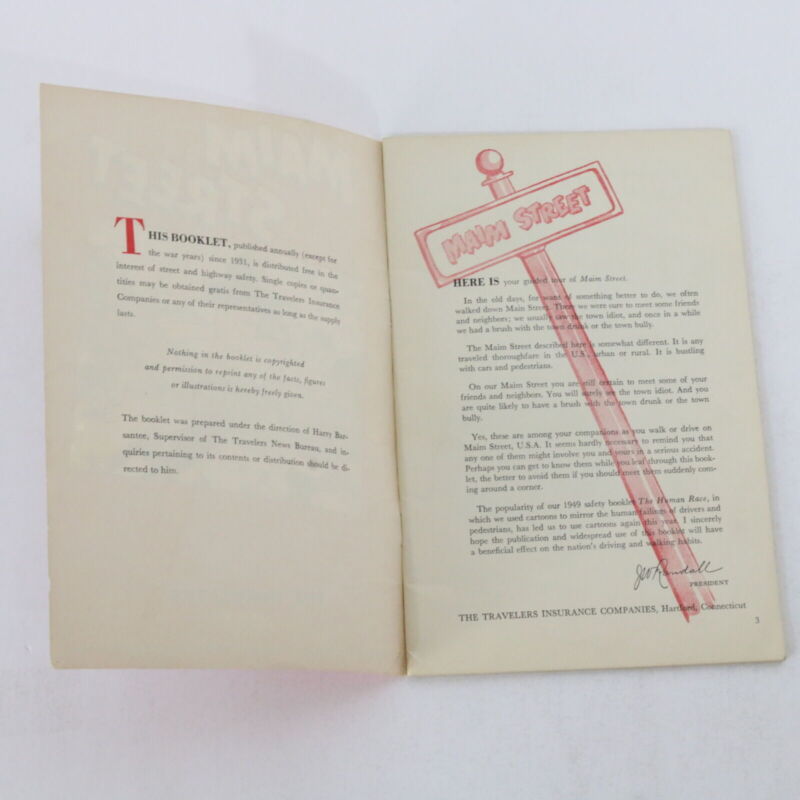 THIS BOOKLET, published annually (except for
the war years) since 1931, is distributed free in the
interest of street and highway safety. Single copies or quan-
tities may be obtained gratis from The Travelers Insurance
Companies or any of their representatives as long as the supply
lasts.
Nothing in the booklet is copyrighted
and permission to reprint any of the facts, figures
or illustrations is hereby freely given.
The booklet was prepared under the direction of Harry Bar-
santee, Supervisor of The Travelers News Bureau, and in-
quiries pertaining to its contents or distribution should be di-
rected to him.
MAIM STREET
HERE IS your guided tour of Maim Street.
In the old days, for want of something better to do, we often
walked down Main Street. There we were sure to meet some friends
and neighbors; we usually saw the town idiot, and once in a while
we had a brush with the town drunk or the town bully.
The Maim Street described here is somewhat different. It is any
traveled thoroughfare in the U.S., urban or rural. It is bustling
with cars and pedestrians.
On our Maim Street you are still certain to meet some of your
friends and neighbors. You will surely see the town idiot. And you
are quite likely to have a brush with the town drunk or the town
bully.
Yes, these are among your companions as you walk or drive on
Maim Street, U.S.A. It seems hardly necessary to remind you that
any one of them might involve you and yours in a serious accident.
Perhaps you can get to know them while you leaf through this book-
let, the better to avoid them if you should meet them suddenly com-
ing around a corner.
The popularity of our 1949 safety booklet The Human Race, in
which we used cartoons to mirror the human failings of drivers and
pedestrians, has led us to use cartoons again this year. I sincerely
hope the publication and widespread use of this booklet will have
a beneficial effect on the nation's driving and walking habits.
JW Randall
PRESIDENT
THE TRAVELERS INSURANCE COMPANIES, Hartford, Connecticut
3